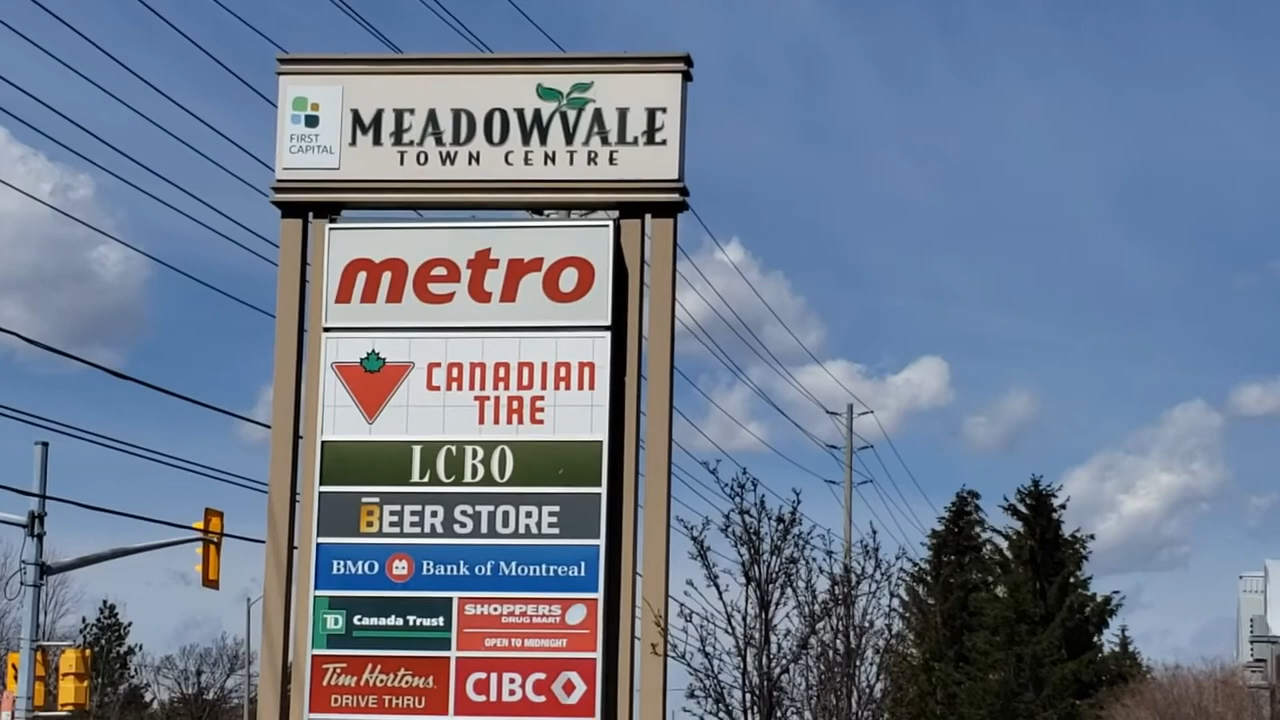 FIRST
CAPITAL
MEADOWVALE
TOWN CENTRE
metro
CANADIAN
TIRE
LCBO
BEER STORE
BMO Bank of Montreal
TD Canada Trust
SHOPPERS
DRUG MART
OPEN TO MIDNIGHT
Tim Hortons.
DRIVE THRU
CIBC